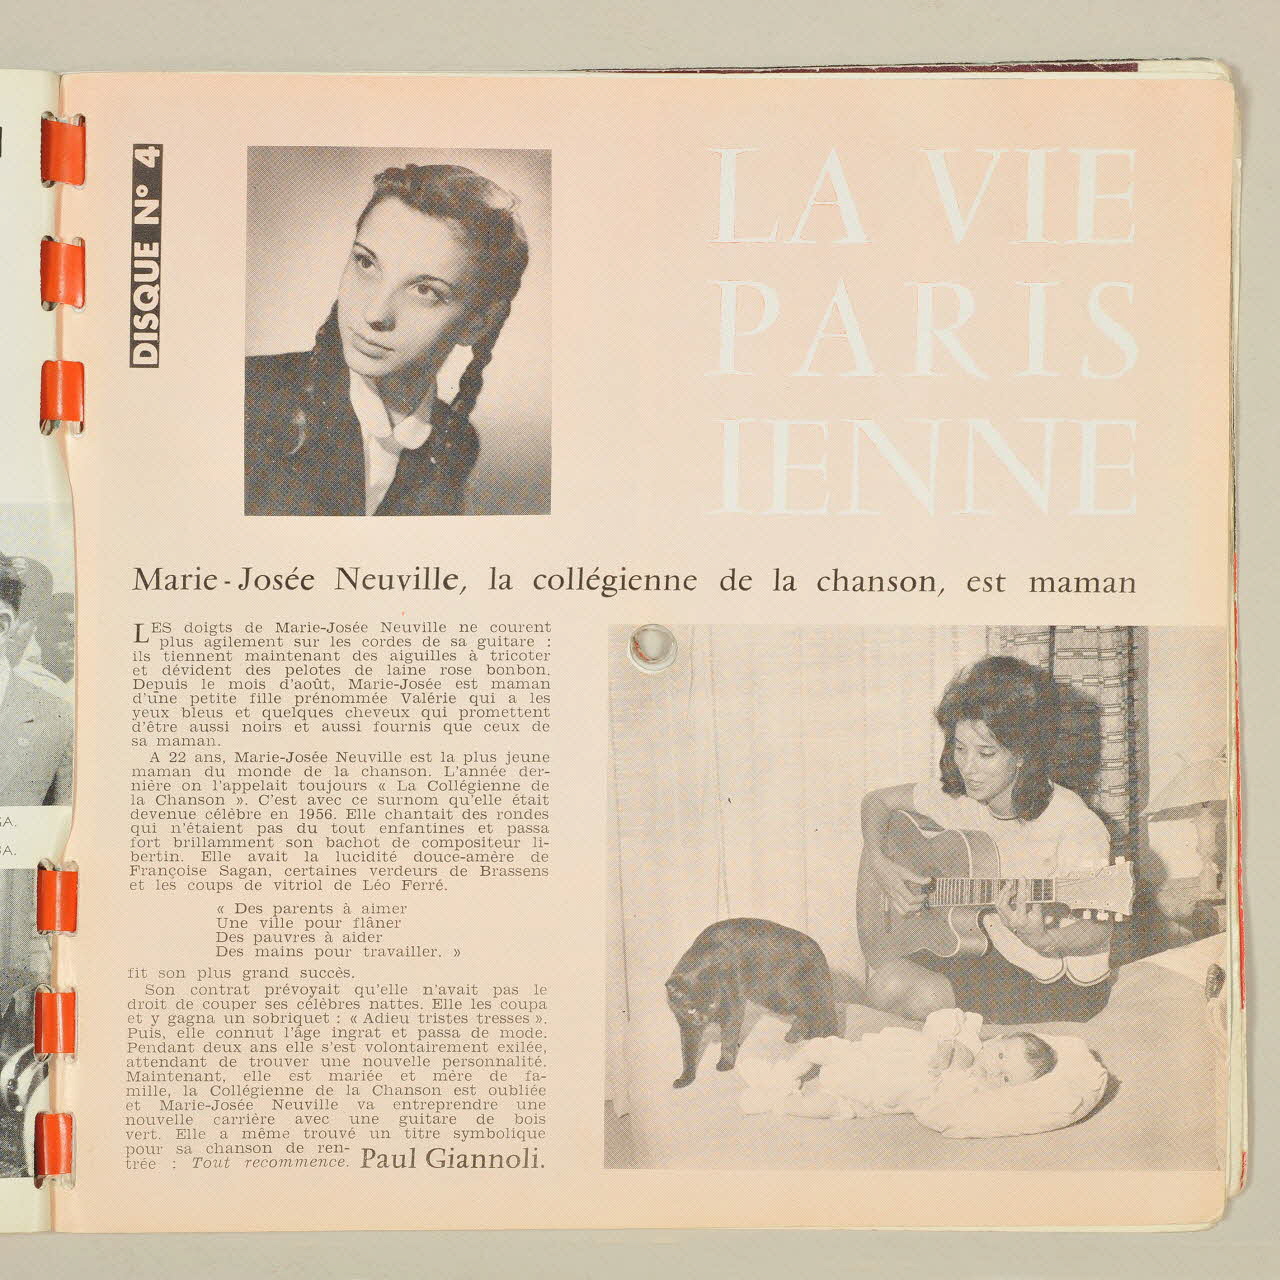 DISQUE N° 4
LA VIE
PARIS
IENNE
Marie-Josée Neuville, la collégienne de la chanson, est maman
LES doigts de Marie-Josée Neuville ne courent
plus agilement sur les cordes de sa guitare :
ils tiennent maintenant des aiguilles à tricoter
et dévident des pelotes de laine rose bonbon.
Depuis le mois d'août, Marie-Josée est maman
d'une petite fille prénommée Valérie qui a les
yeux bleus et quelques cheveux qui promettent
d'être aussi noirs et aussi fournis que ceux de
sa maman.
A 22 ans, Marie-Josée Neuville est la plus jeune
maman du monde de la chanson. L'année der-
nière on l'appelait toujours « La Collégienne de
la Chanson ». C'est avec ce surnom qu'elle était
devenue célèbre en 1956. Elle chantait des rondes
qui n'étaient pas du tout enfantines et passa
fort brillamment son bachot de compositeur li-
bertin. Elle avait la lucidité douce-amère de
Françoise Sagan, certaines verdeurs de Brassens
et les coups de vitriol de Léo Ferré.
« Des parents à aimer
Une ville pour flâner
Des pauvres à aider
Des mains pour travailler. »
fit son plus grand succès.
Son contrat prévoyait qu'elle n'avait pas le
droit de couper ses célèbres nattes. Elle les coupa
et y gagna un sobriquet : « Adieu tristes tresses ».
Puis, elle connut l'âge ingrat et passa de mode.
Pendant deux ans elle s'est volontairement exilée,
attendant de trouver une nouvelle personnalité.
Maintenant, elle est mariée et mère de fa-
mille, la Collégienne de la Chanson est oubliée
et Marie-Josée Neuville va entreprendre une
nouvelle carrière avec une guitare de bois
vert. Elle a même trouvé un titre symbolique
pour sa chanson de ren-
trée : Tout recommence. Paul Giannoli.